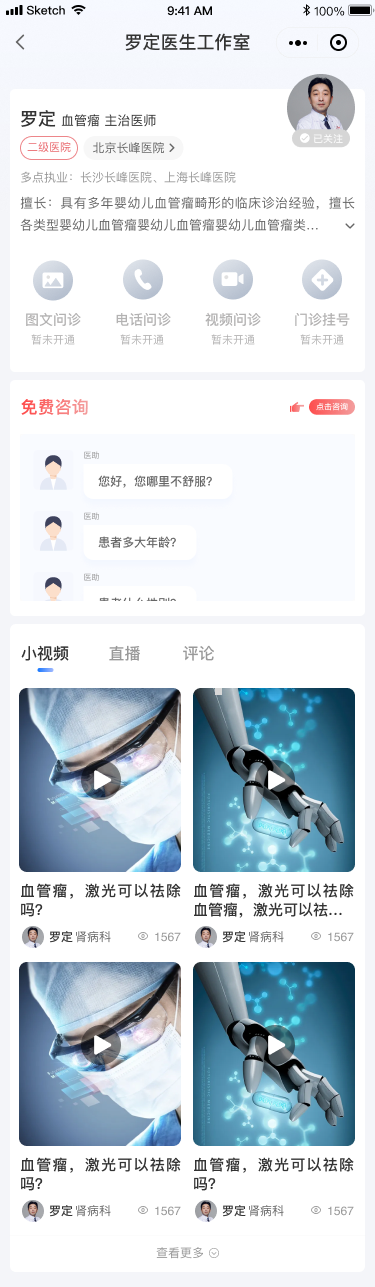 Sketch
9:41 AM
100%
罗定医生工作室
罗定 血管瘤 主治医师
已关注
二级医院
北京长峰医院
多点执业：长沙长峰医院、上海长峰医院
擅长：具有多年婴幼儿血管瘤畸形的临床诊治经验，擅长
各类型婴幼儿血管瘤婴幼儿血管瘤婴幼儿血管瘤类...
图文问诊 电话问诊 视频问诊 门诊挂号
暂未开通 暂未开通 暂未开通 暂未开通
免费咨询
点击咨询
医助
您好，您哪里不舒服?
医助
患者多大年龄?
医助
患者什么性别?
小视频 直播 评论
血管瘤，激光可以祛除
吗?
罗定 肾病科 1567
血管瘤，激光可以祛除
血管瘤，激光可以祛...
罗定 肾病科 1567
血管瘤，激光可以祛除
吗?
罗定 肾病科 1567
血管瘤，激光可以祛除
吗?
罗定 肾病科 1567
查看更多